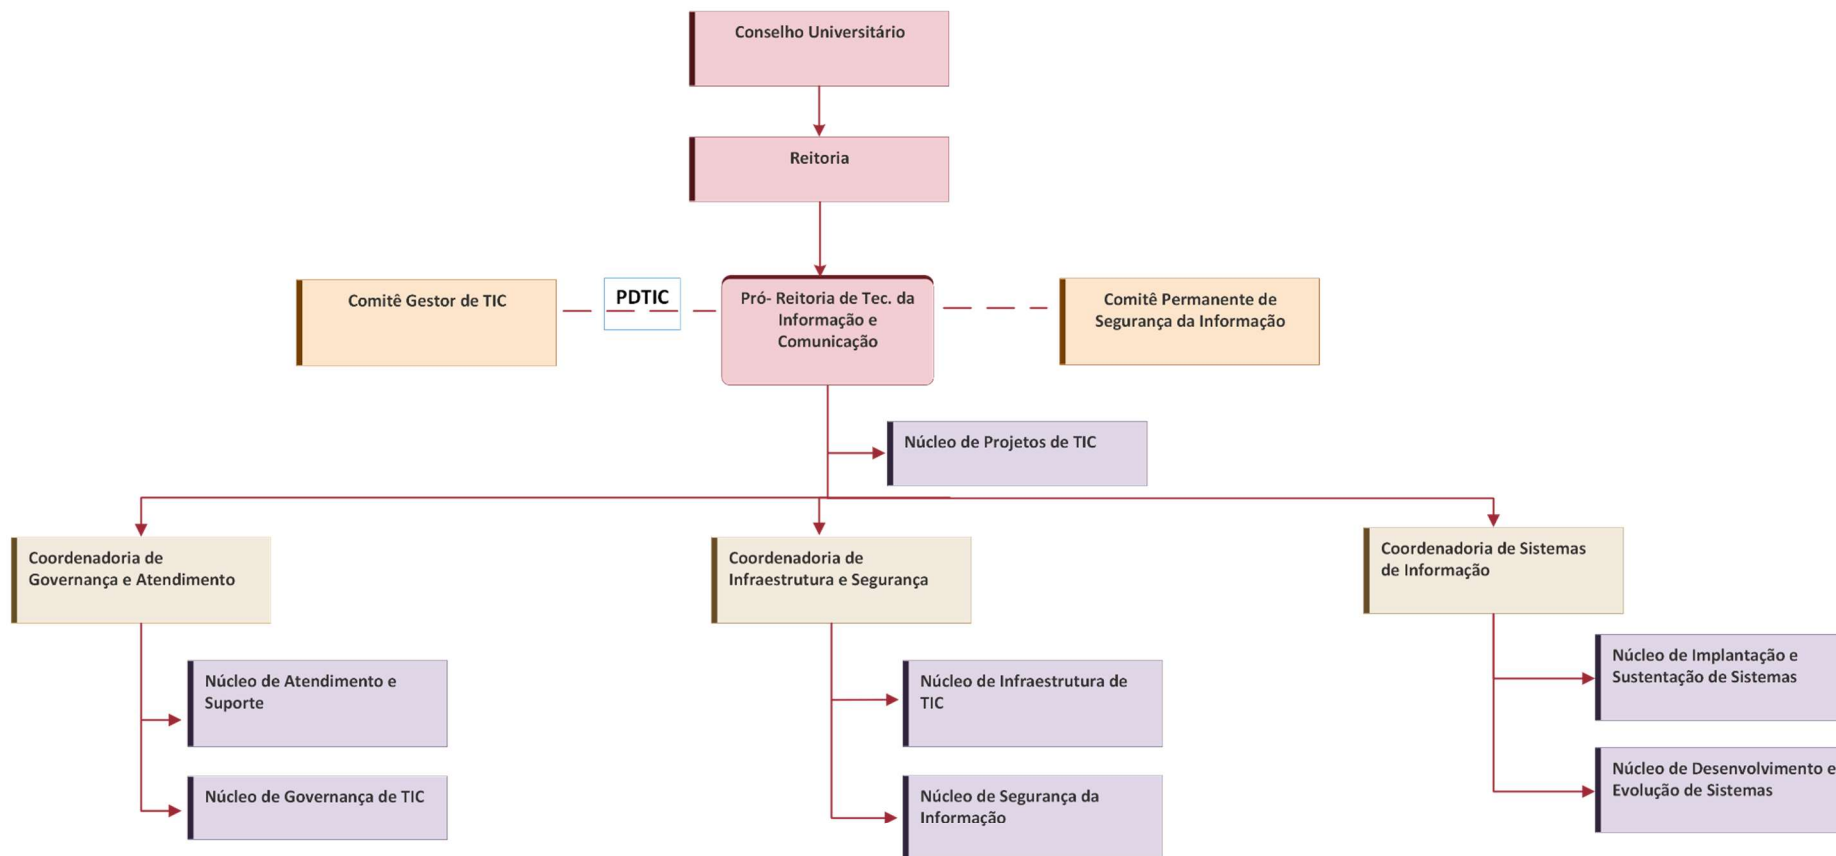 Conselho Universitário
Reitoria
Comitê Gestor de TIC
PDTIC
Pró- Reitoria de Tec. da
Informação e
Comunicação
Comitê Permanente de
Segurança da Informação
Núcleo de Projetos de TIC
Coordenadoria de
Governança e Atendimento
Coordenadoria de
Infraestrutura e Segurança
Coordenadoria de Sistemas
de Informação
Núcleo de Atendimento e
Suporte
Núcleo de Governança de TIC
Núcleo de Infraestrutura de
TIC
Núcleo de Segurança da
Informação
Núcleo de Implantação e
Sustentação de Sistemas
Núcleo de Desenvolvimento e
Evolução de Sistemas